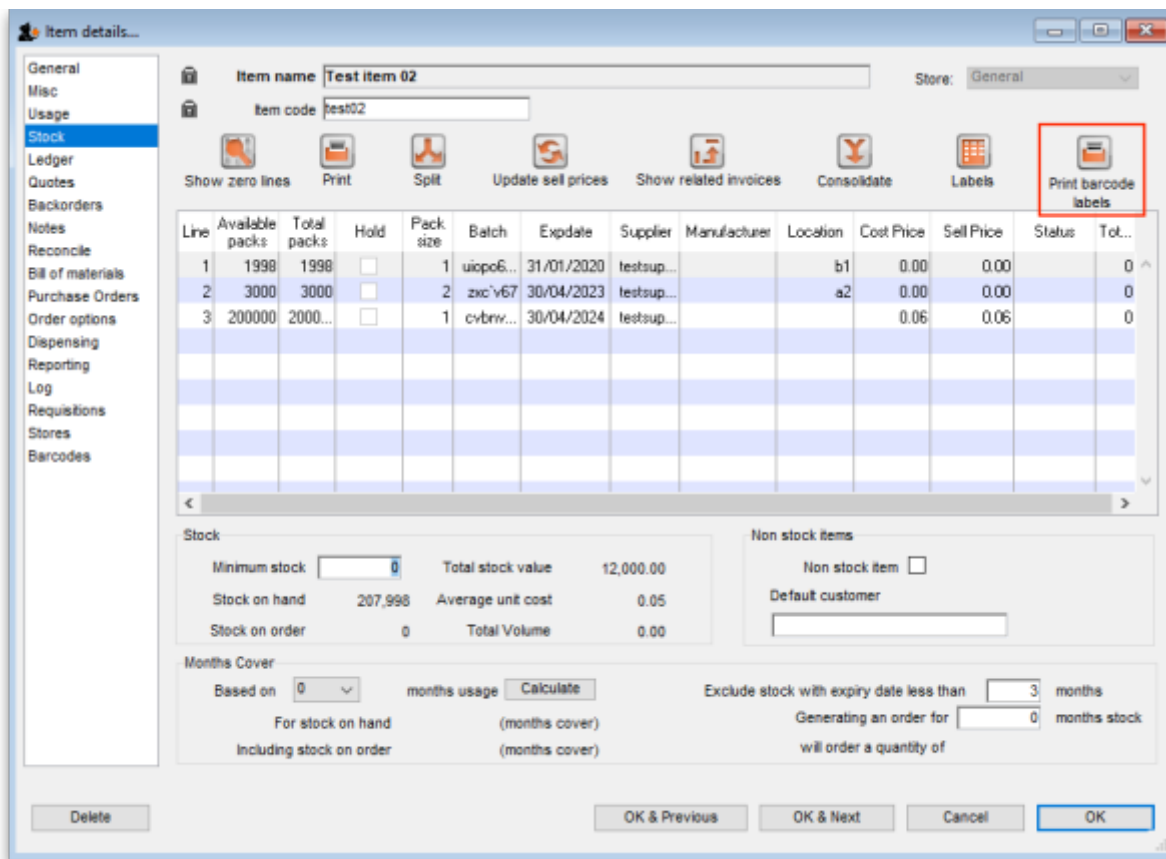 Item details...
General
Misc
Usage
Stock
Ledger
Quotes
Backorders
Notes
Reconcile
Bill of materials
Purchase Orders
Order options
Dispensing
Reporting
Log
Requisitions
Stores
Barcodes
Item name Test item 02 Store: General
Item code test02
Show zero lines Print Split Update sell prices Show related invoices Consolidate Labels Print barcode labels
Line Available packs Total packs Hold Pack size Batch Expdate Supplier Manufacturer Location Cost Price Sell Price Status Tot...
1 1998 1998 1 uiopo6... 31/01/2020 testsup... b1 0.00 0.00 0
2 3000 3000 2 zxc`v67 30/04/2023 testsup... a2 0.00 0.00 0
3 200000 2000... 1 cvbnv... 30/04/2024 testsup... 0.06 0.06 0
Stock Non stock items
Minimum stock 0 Total stock value 12,000.00 Non stock item
Stock on hand 207,998 Average unit cost 0.05 Default customer
Stock on order 0 Total Volume 0.00
Months Cover
Based on 0 months usage Calculate Exclude stock with expiry date less than 3 months
For stock on hand (months cover) Generating an order for 0 months stock
Including stock on order (months cover) will order a quantity of
Delete OK & Previous OK & Next Cancel OK